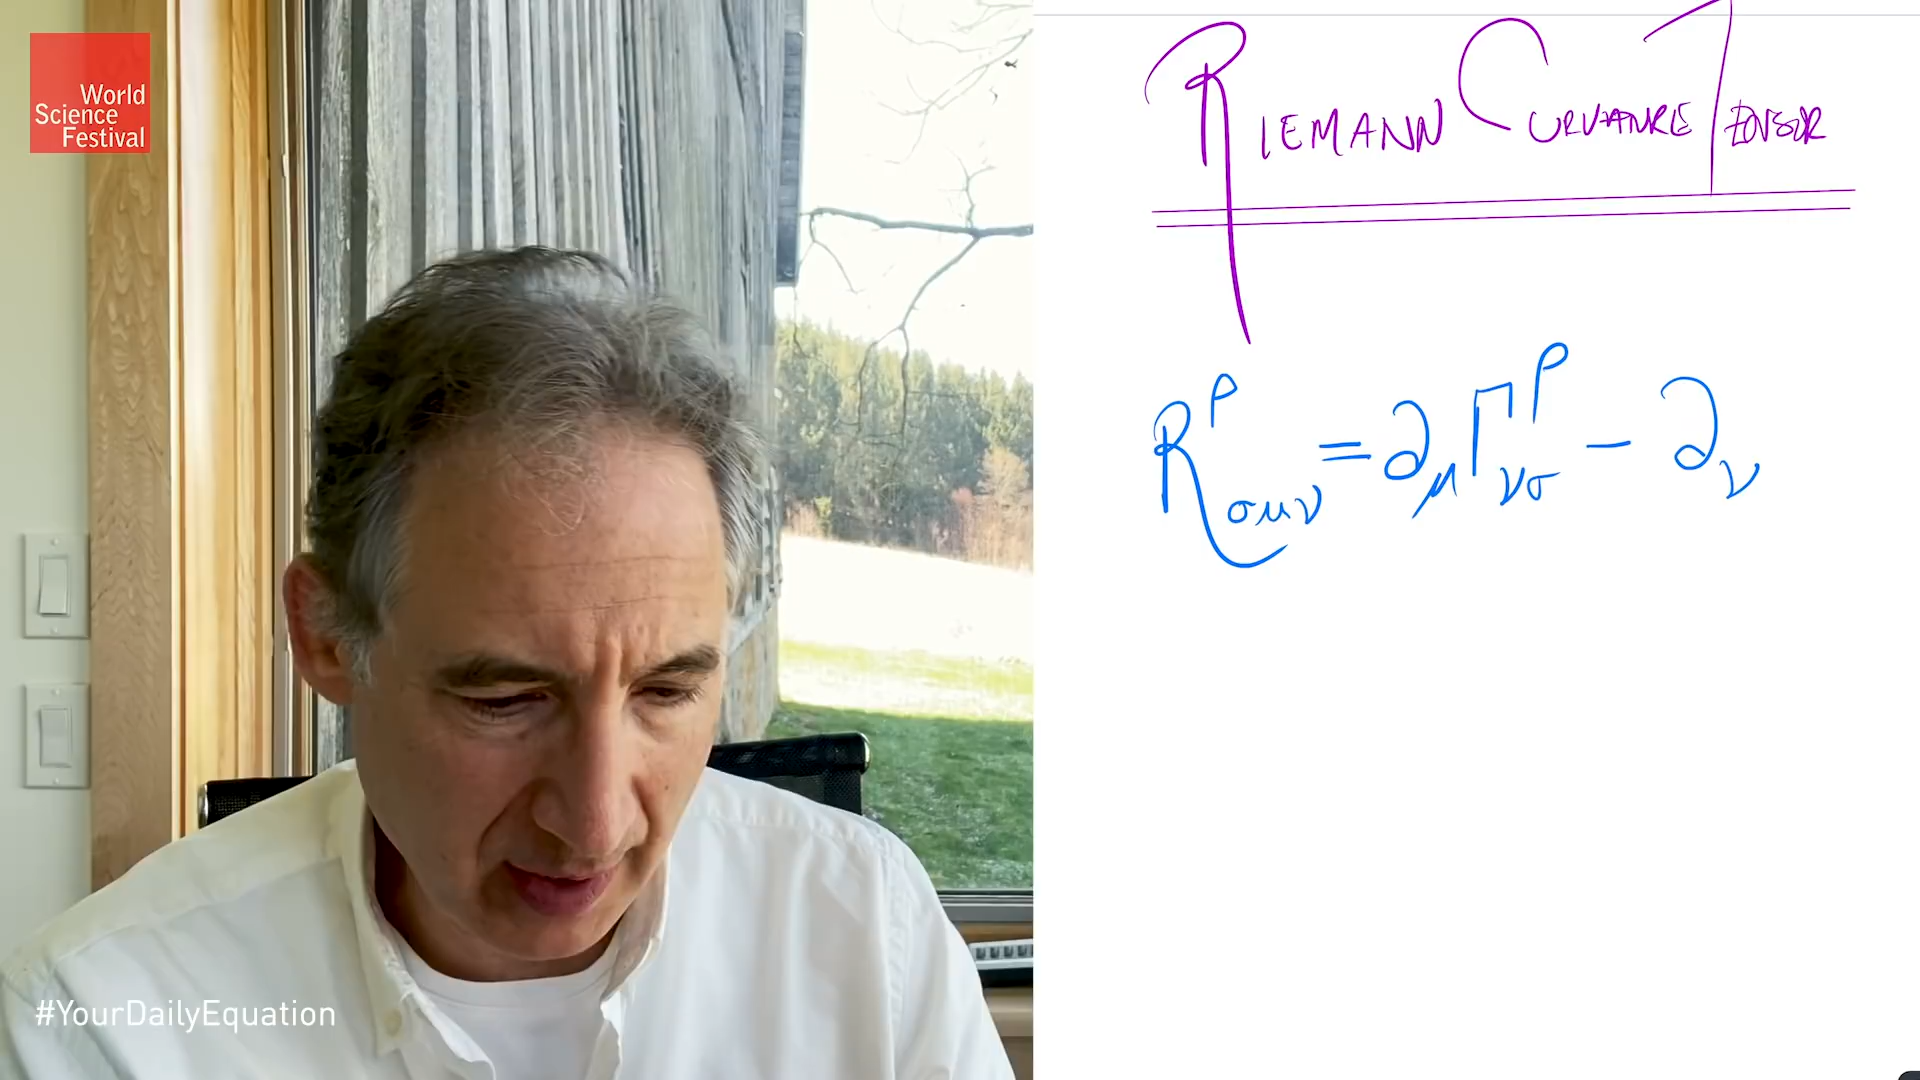 World
Science
Festival
RIEMANN CURVATURE TENSOR
R^ρ_σμν = ∂_μ Γ^ρ_νσ - ∂_ν
#YourDailyEquation